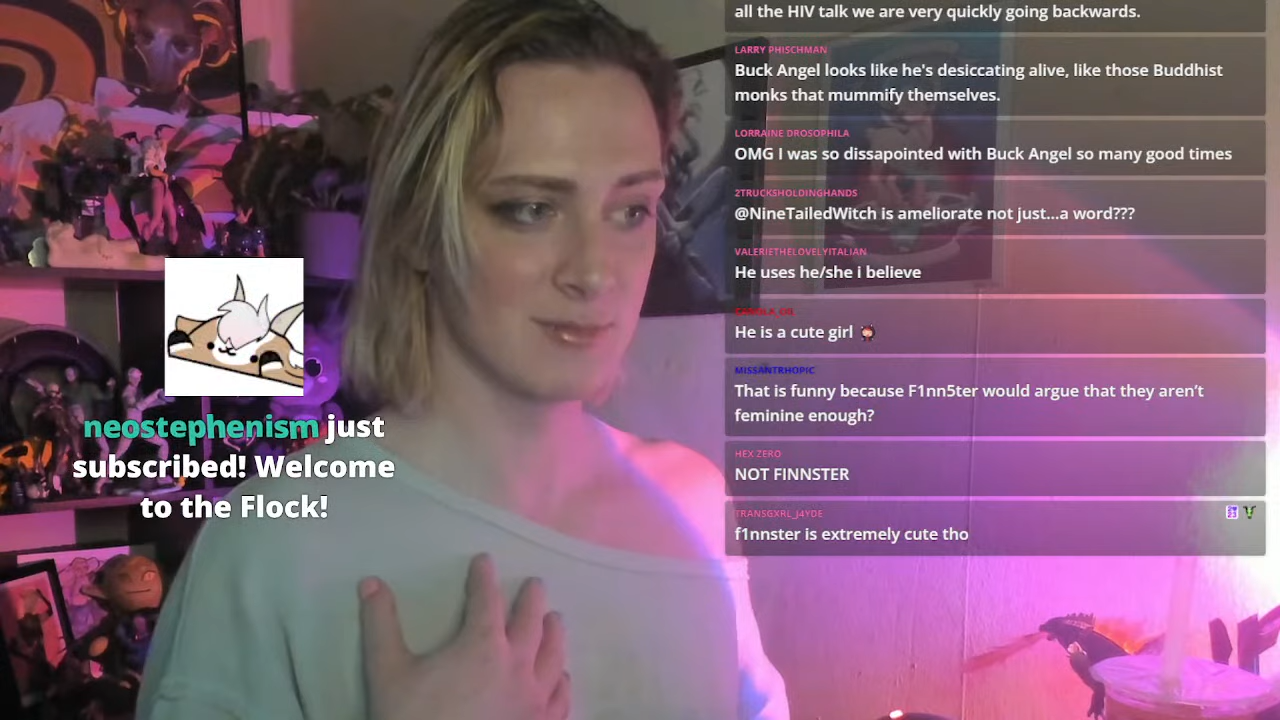 all the HIV talk we are very quickly going backwards.
LARRY PHISCHMAN
Buck Angel looks like he's desiccating alive, like those Buddhist
monks that mummify themselves.
LORRAINE DROSOPHILA
OMG I was so dissapointed with Buck Angel so many good times
2TRUCKSHOLDINGHANDS
@NineTailedWitch is ameliorate not just...a word???
VALERIETHELOVELYITALIAN
He uses he/she i believe
He is a cute girl
MISSANTRHOPIC
That is funny because F1nn5ter would argue that they aren't
feminine enough?
HEX ZERO
NOT FINNSTER
TRANSGXRL_J4YDE
f1nnster is extremely cute tho
neostephenism just
subscribed! Welcome
to the Flock!